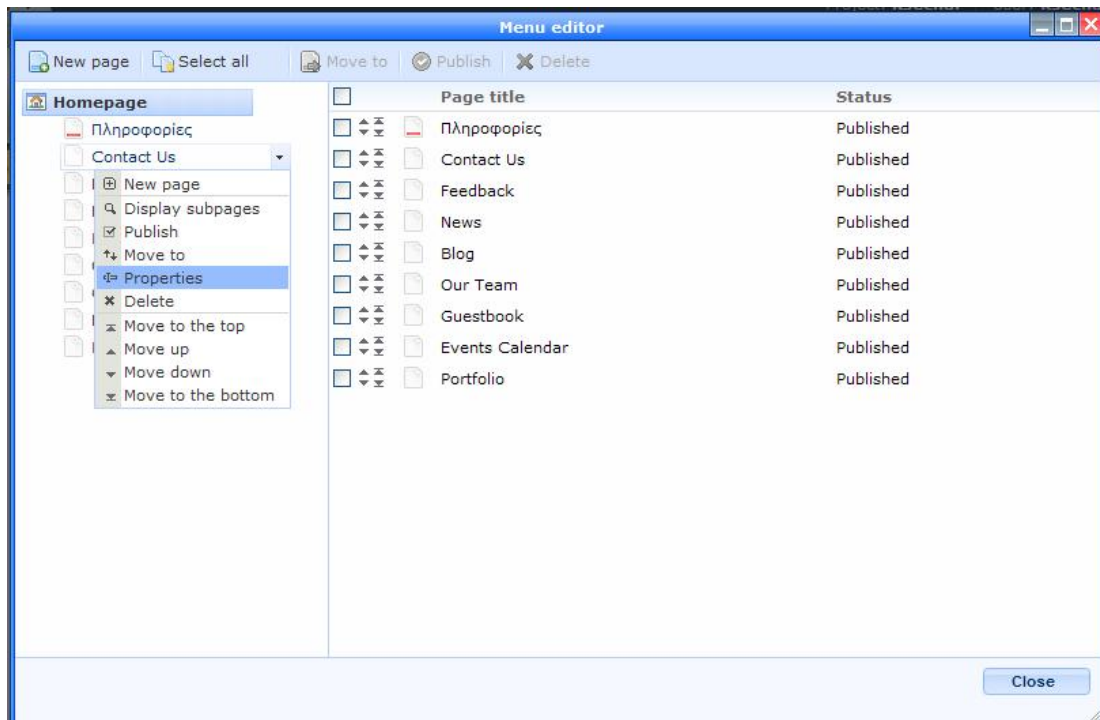 Menu editor
New page Select all Move to Publish Delete
Homepage
Πληροφορίες
Contact Us
New page
Display subpages
Publish
Move to
Properties
Delete
Move to the top
Move up
Move down
Move to the bottom
Page title Status
Πληροφορίες Published
Contact Us Published
Feedback Published
News Published
Blog Published
Our Team Published
Guestbook Published
Events Calendar Published
Portfolio Published
Close